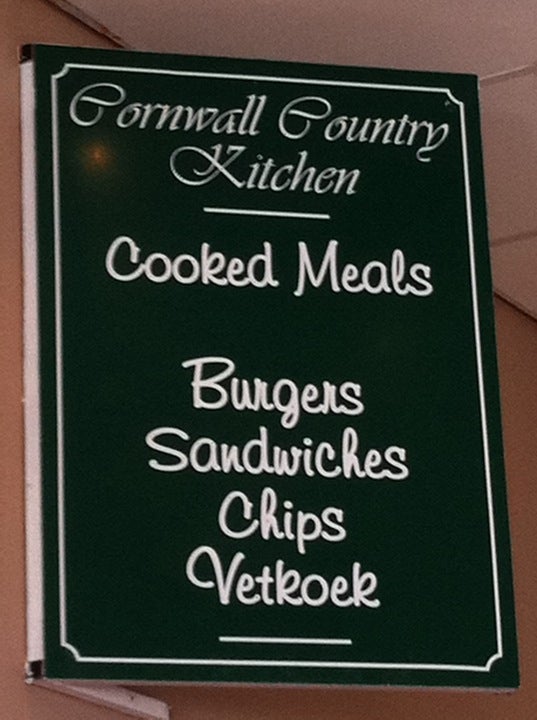 Cornwall Country
Kitchen
Cooked Meals
Burgers
Sandwiches
Chips
Vetkoek